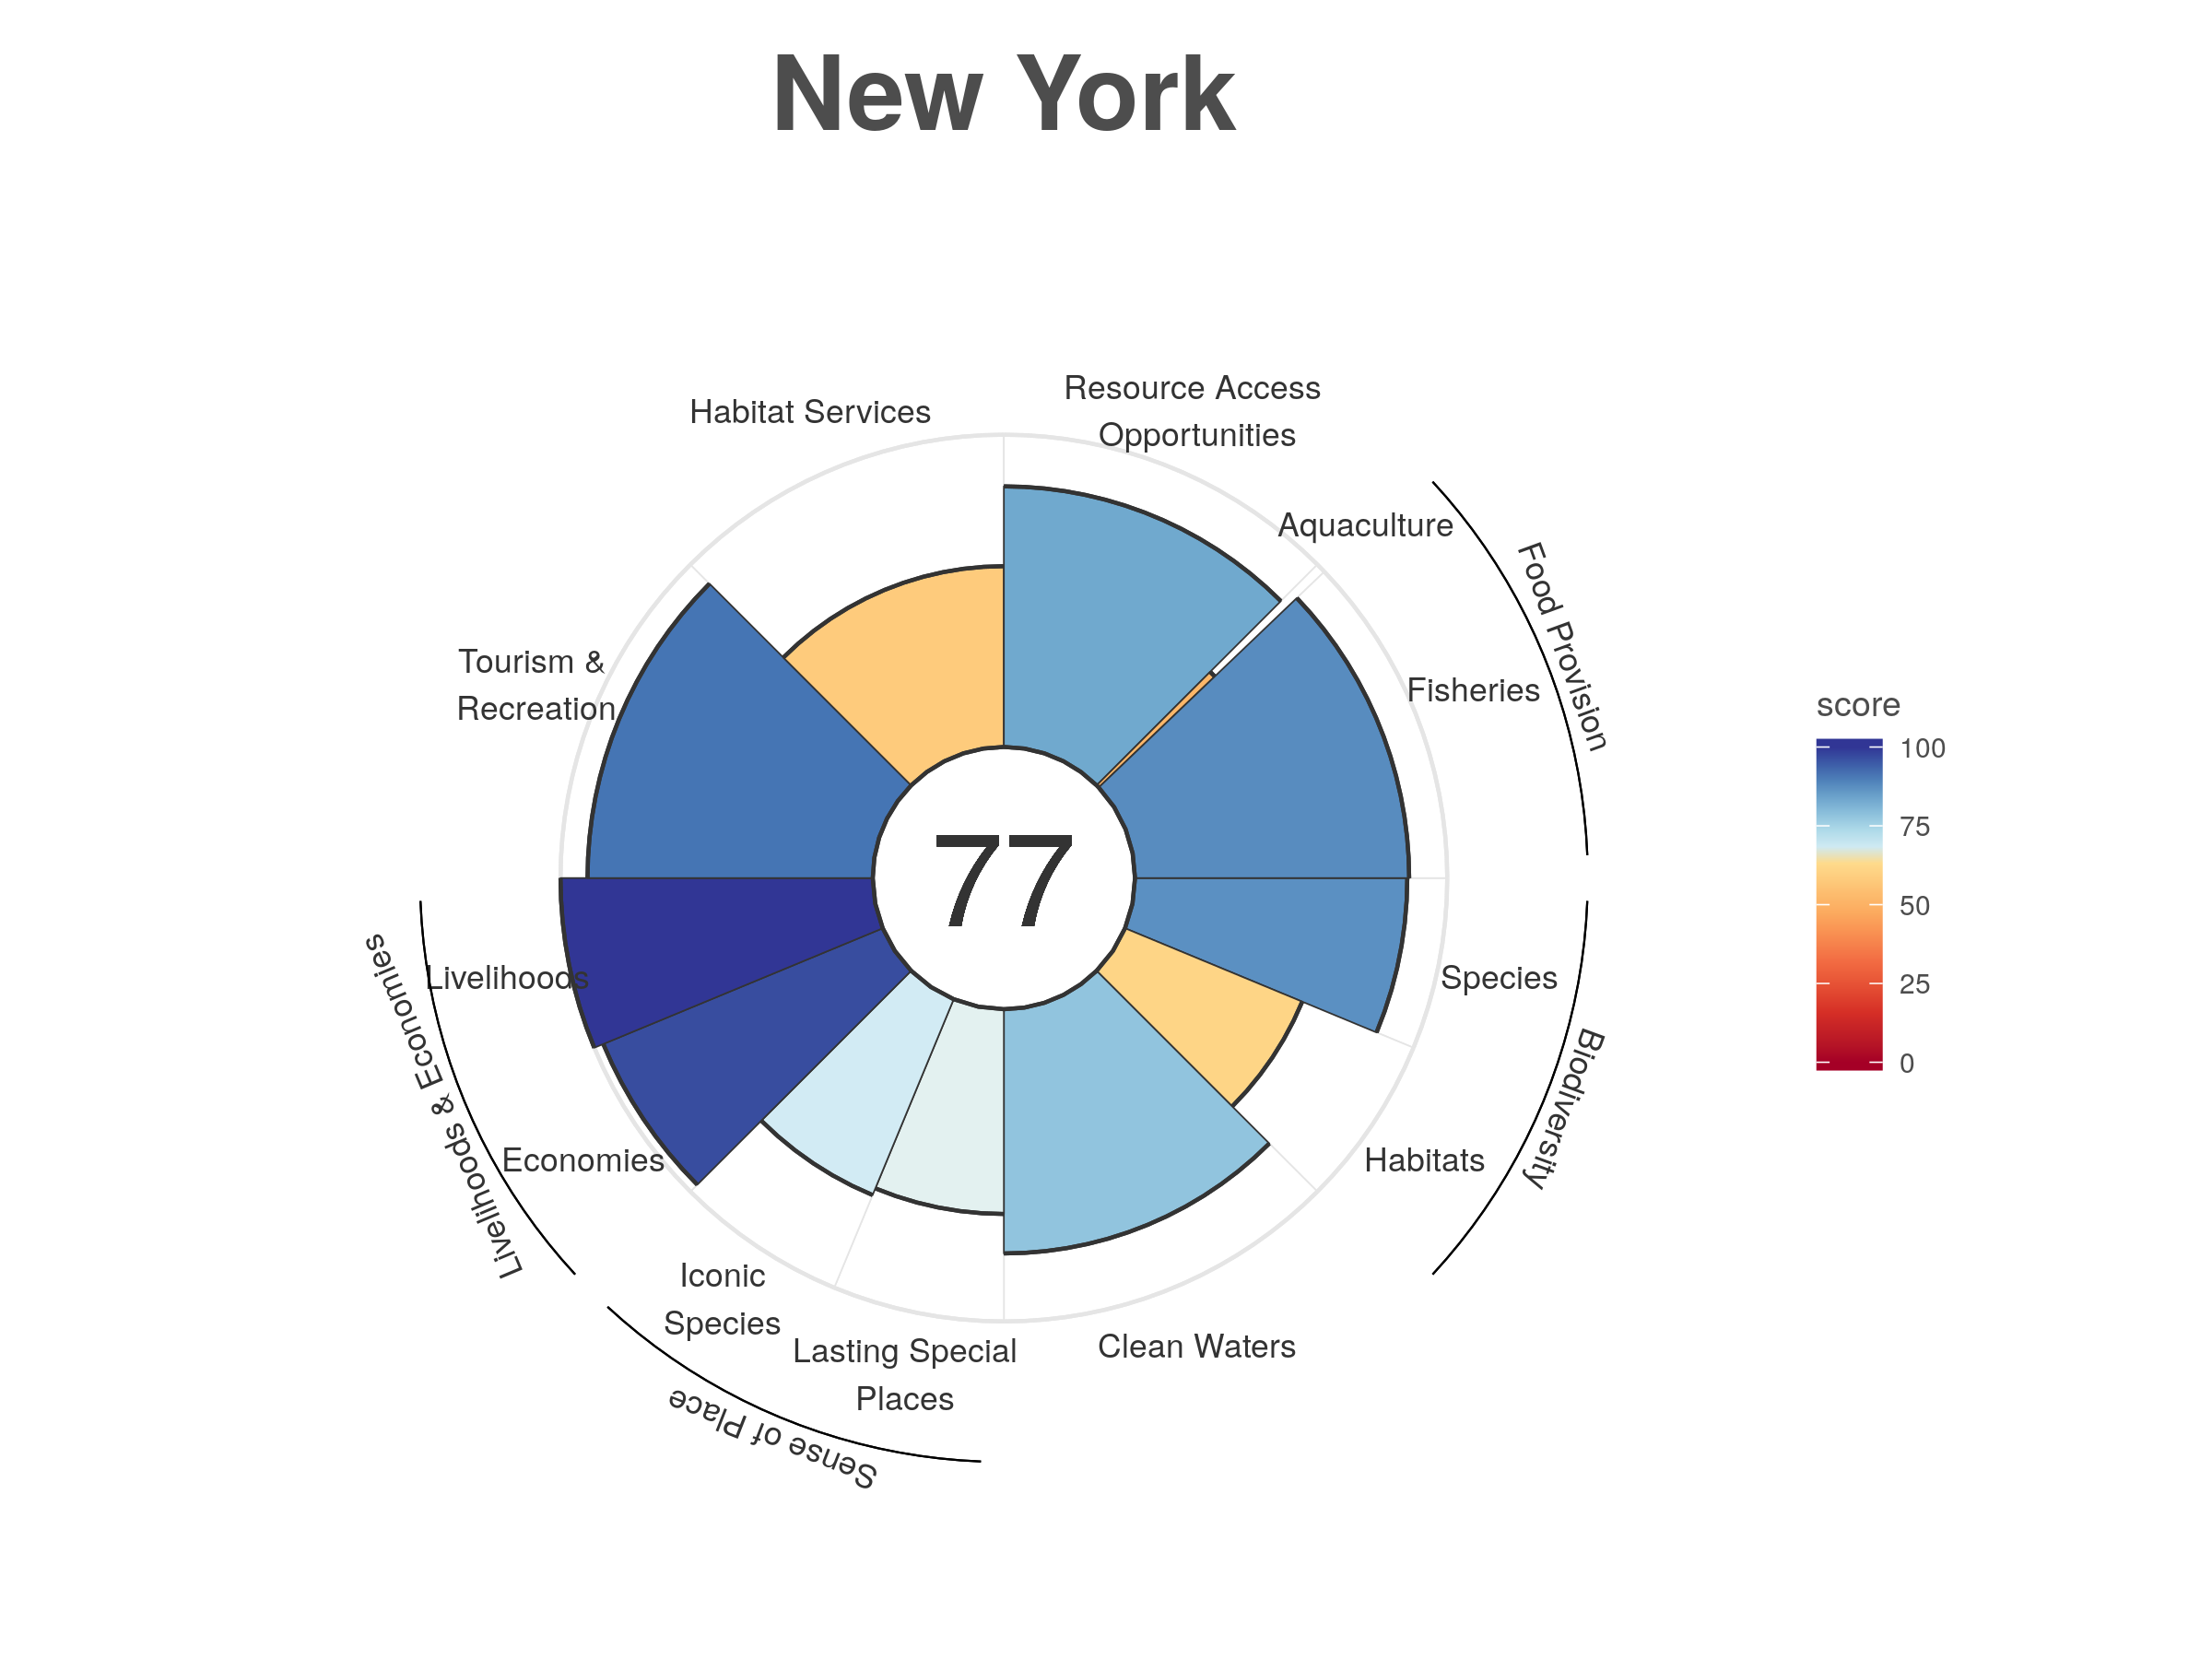 New York
Habitat Services
Resource Access
Opportunities
Aquaculture
Food Provision
Fisheries
Tourism &
Recreation
77
score
100
75
50
25
0
Livelihoods
Species
Livelihoods & Economies
Biodiversity
Economies
Habitats
Iconic
Species
Lasting Special
Places
Clean Waters
Sense of Place